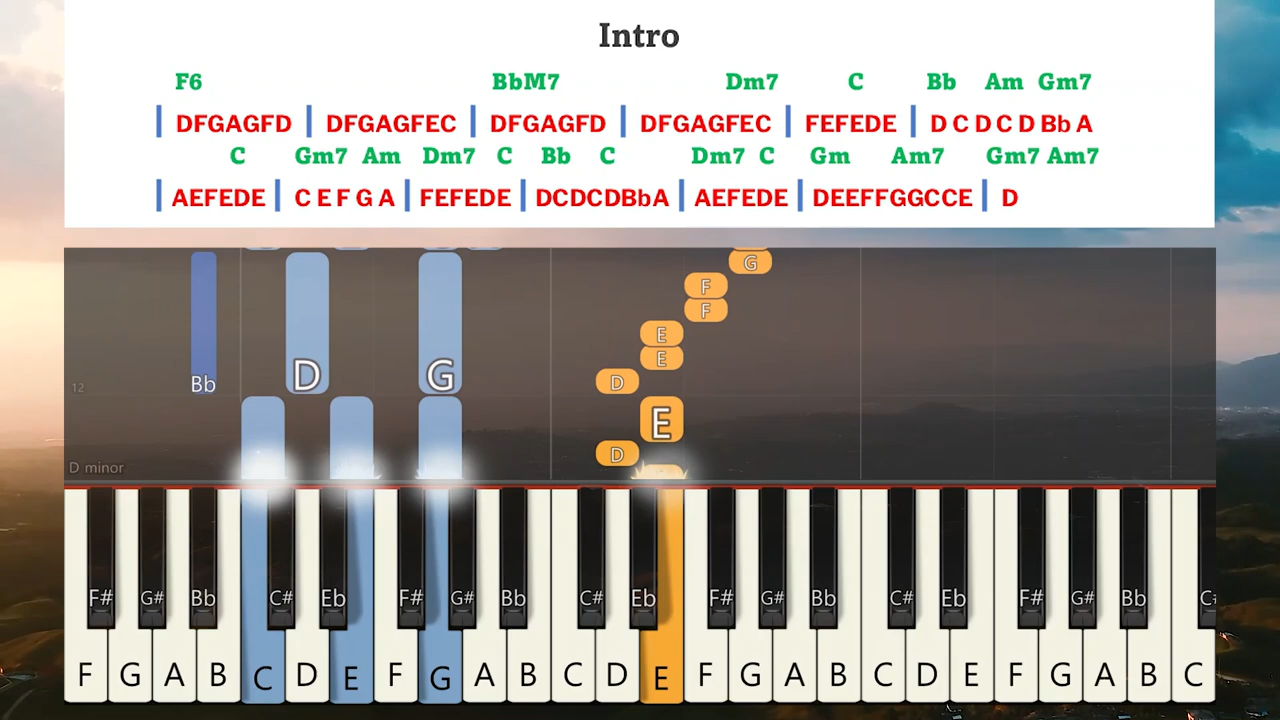 Intro
F6 BbM7 Dm7 C Bb Am Gm7
| DFGAGFD | DFGAGFEC | DFGAGFD | DFGAGFEC | FEFEDE | D C D C D Bb A
C Gm7 Am Dm7 C Bb C Dm7 C Gm Am7 Gm7 Am7
| AEFEDE | C E F G A | FEFEDE | DCDCDBbA | AEFEDE | DEEFFGGCCE | D
G
F
F
E
E
D G D
Bb
12
E
D
D minor
F# G# Bb C# Eb F# G# Bb C# Eb F# G# Bb C# Eb F# G# Bb C#
F G A B C D E F G A B C D E F G A B C D E F G A B C